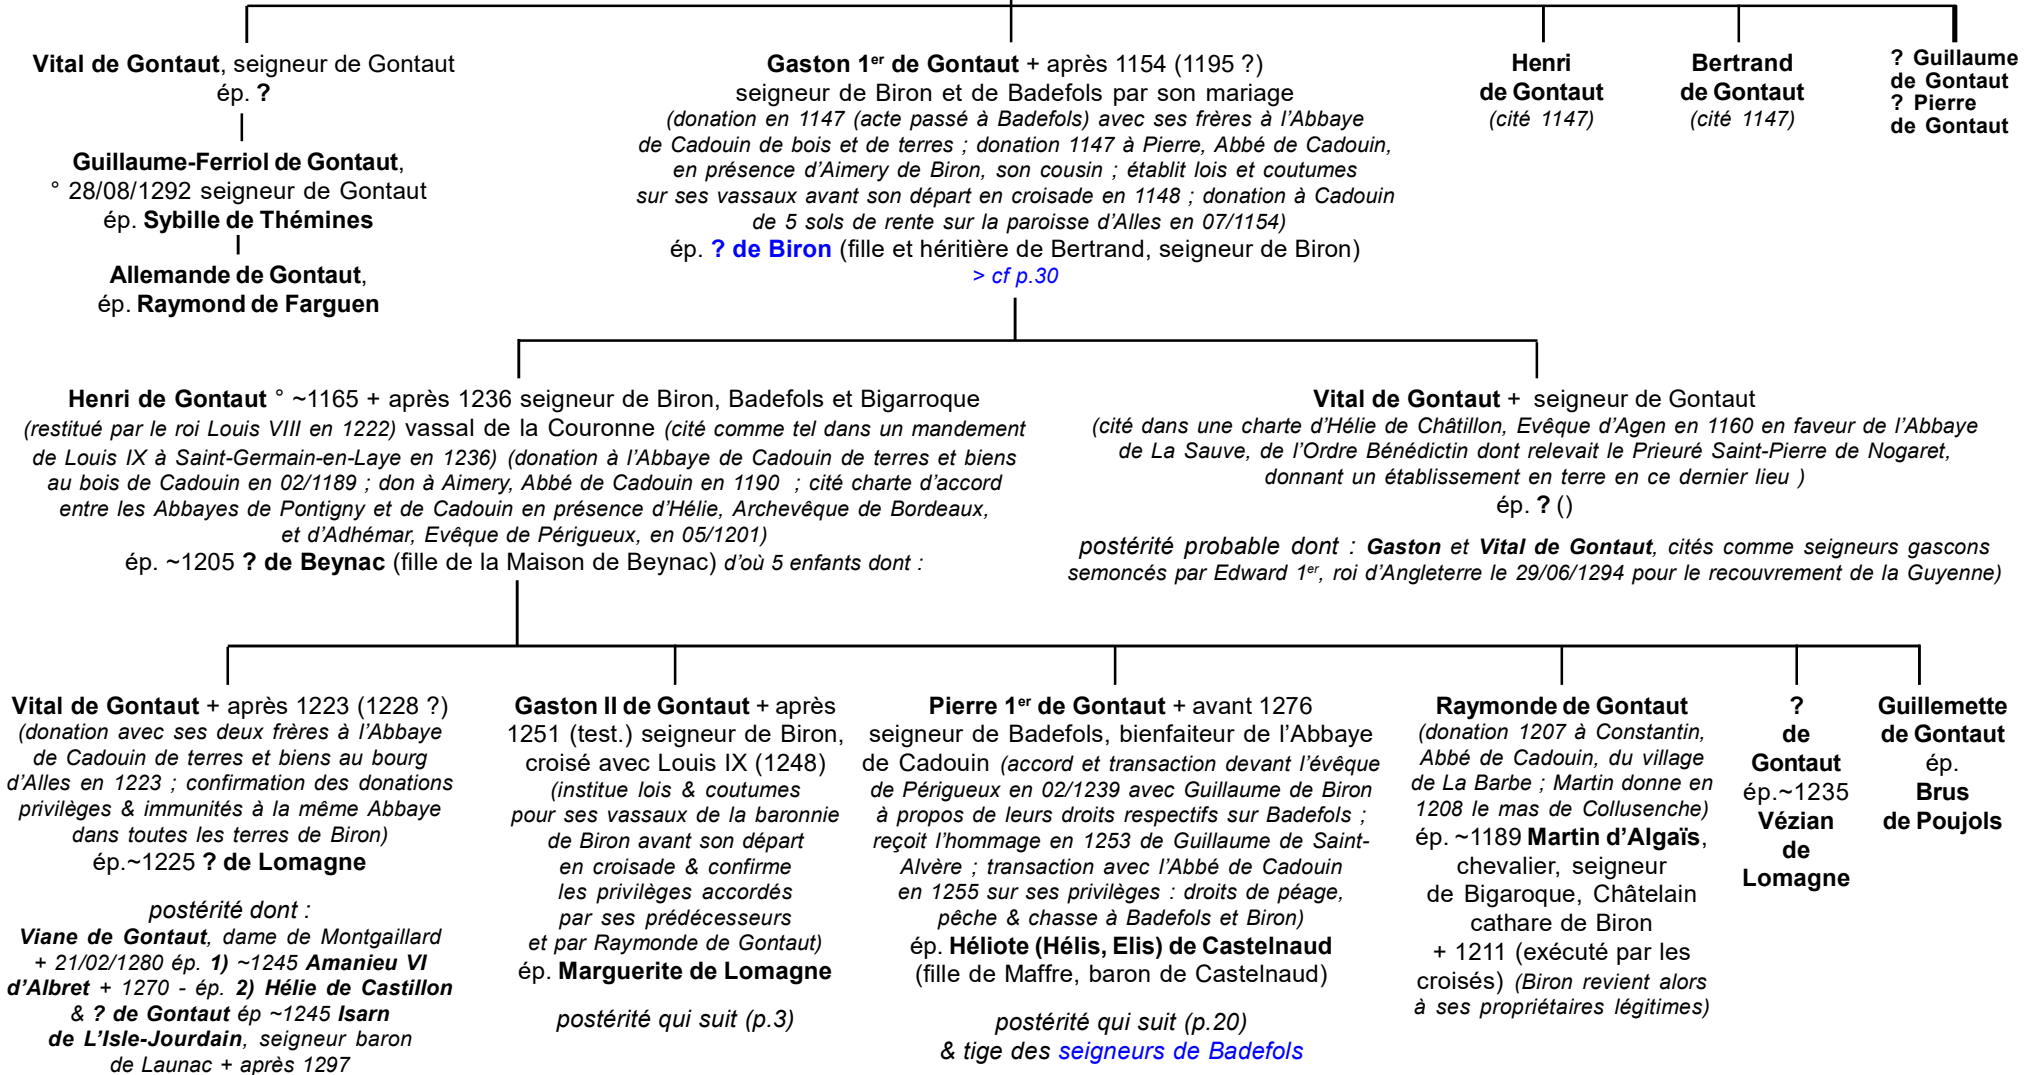 Vital de Gontaut, seigneur de Gontaut
ép. ?
Guillaume-Ferriol de Gontaut,
° 28/08/1292 seigneur de Gontaut
ép. Sybille de Thémines
Allemande de Gontaut,
ép. Raymond de Farguen
Gaston 1er de Gontaut + après 1154 (1195 ?)
seigneur de Biron et de Badefols par son mariage
(donation en 1147 (acte passé à Badefols) avec ses frères à l’Abbaye
de Cadouin de bois et de terres ; donation 1147 à Pierre, Abbé de Cadouin,
en présence d’Aimery de Biron, son cousin ; établit lois et coutumes
sur ses vassaux avant son départ en croisade en 1148 ; donation à Cadouin
de 5 sols de rente sur la paroisse d’Alles en 07/1154)
ép. ? de Biron (fille et héritière de Bertrand, seigneur de Biron)
> cf p.30
Henri
de Gontaut
(cité 1147)
Bertrand
de Gontaut
(cité 1147)
? Guillaume
de Gontaut
? Pierre
de Gontaut
Henri de Gontaut ° ~1165 + après 1236 seigneur de Biron, Badefols et Bigarroque
(restitué par le roi Louis VIII en 1222) vassal de la Couronne (cité comme tel dans un mandement
de Louis IX à Saint-Germain-en-Laye en 1236) (donation à l’Abbaye de Cadouin de terres et biens
au bois de Cadouin en 02/1189 ; don à Aimery, Abbé de Cadouin en 1190 ; cité charte d’accord
entre les Abbayes de Pontigny et de Cadouin en présence d’Hélie, Archevêque de Bordeaux,
et d’Adhémar, Evêque de Périgueux, en 05/1201)
ép. ~1205 ? de Beynac (fille de la Maison de Beynac) d’où 5 enfants dont :
Vital de Gontaut + seigneur de Gontaut
(cité dans une charte d’Hélie de Châtillon, Evêque d’Agen en 1160 en faveur de l’Abbaye
de La Sauve, de l’Ordre Bénédictin dont relevait le Prieuré Saint-Pierre de Nogaret,
donnant un établissement en terre en ce dernier lieu )
ép. ? ()
postérité probable dont : Gaston et Vital de Gontaut, cités comme seigneurs gascons
semoncés par Edward 1er, roi d’Angleterre le 29/06/1294 pour le recouvrement de la Guyenne)
Vital de Gontaut + après 1223 (1228 ?)
(donation avec ses deux frères à l’Abbaye
de Cadouin de terres et biens au bourg
d’Alles en 1223 ; confirmation des donations
privilèges & immunités à la même Abbaye
dans toutes les terres de Biron)
ép.~1225 ? de Lomagne
postérité dont :
Viane de Gontaut, dame de Montgaillard
+ 21/02/1280 ép. 1) ~1245 Amanieu VI
d’Albret + 1270 - ép. 2) Hélie de Castillon
& ? de Gontaut ép ~1245 Isarn
de L’Isle-Jourdain, seigneur baron
de Launac + après 1297
Gaston II de Gontaut + après
1251 (test.) seigneur de Biron,
croisé avec Louis IX (1248)
(institue lois & coutumes
pour ses vassaux de la baronnie
de Biron avant son départ
en croisade & confirme
les privilèges accordés
par ses prédécesseurs
et par Raymonde de Gontaut)
ép. Marguerite de Lomagne
postérité qui suit (p.3)
Pierre 1er de Gontaut + avant 1276
seigneur de Badefols, bienfaiteur de l’Abbaye
de Cadouin (accord et transaction devant l’évêque
de Périgueux en 02/1239 avec Guillaume de Biron
à propos de leurs droits respectifs sur Badefols ;
reçoit l’hommage en 1253 de Guillaume de Saint-
Alvère ; transaction avec l’Abbé de Cadouin
en 1255 sur ses privilèges : droits de péage,
pêche & chasse à Badefols et Biron)
ép. Héliote (Hélis, Elis) de Castelnaud
(fille de Maffre, baron de Castelnaud)
postérité qui suit (p.20)
& tige des seigneurs de Badefols
Raymonde de Gontaut
(donation 1207 à Constantin,
Abbé de Cadouin, du village
de La Barbe ; Martin donne en
1208 le mas de Collusenche)
ép. ~1189 Martin d’Algaïs,
chevalier, seigneur
de Bigaroque, Châtelain
cathare de Biron
+ 1211 (exécuté par les
croisés) (Biron revient alors
à ses propriétaires légitimes)
?
de
Gontaut
ép.~1235
Vézian
de
Lomagne
Guillemette
de Gontaut
ép.
Brus
de Poujols